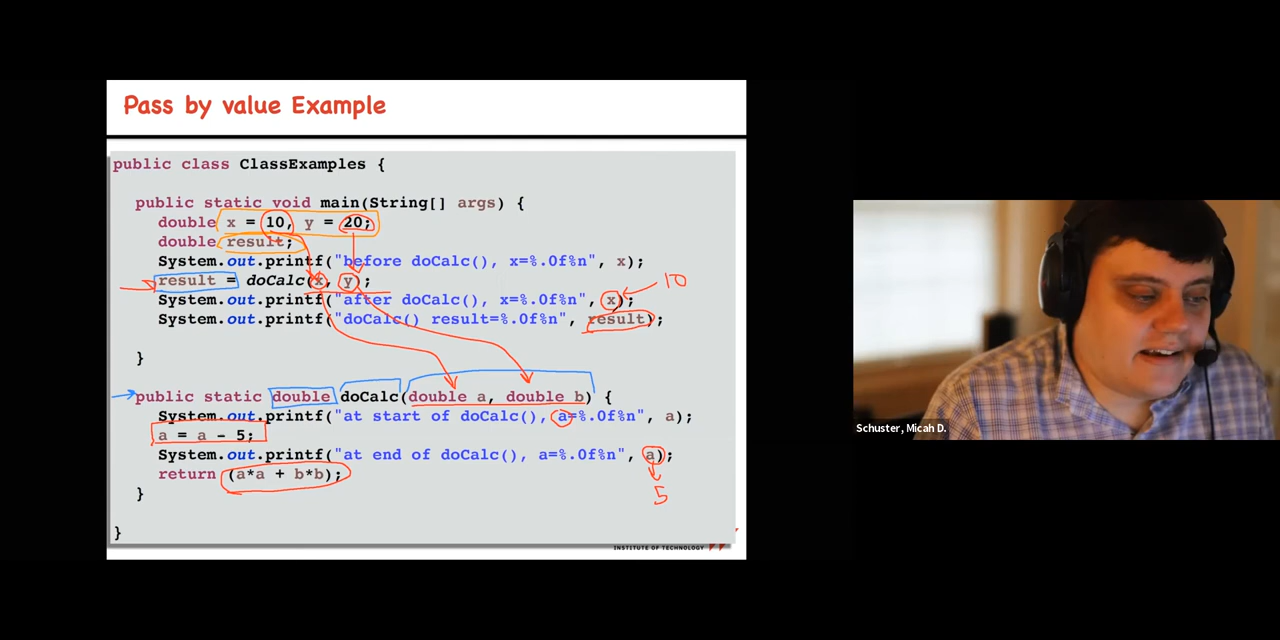 Pass by value Example
public class ClassExamples {
public static void main(String[] args) {
double x = 10, y = 20;
double result;
System.out.printf("before doCalc(), x=%.0f%n", x);
result = doCalc(x, y);
System.out.printf("after doCalc(), x=%.0f%n", x);
10
System.out.printf("doCalc() result=%.0f%n", result);
}
public static double doCalc(double a, double b) {
System.out.printf("at start of doCalc(), a=%.0f%n", a);
a = a - 5;
System.out.printf("at end of doCalc(), a=%.0f%n", a);
return (a*a + b*b);
5
}
}
INSTITUTE OF TECHNOLOGY
Schuster, Micah D.